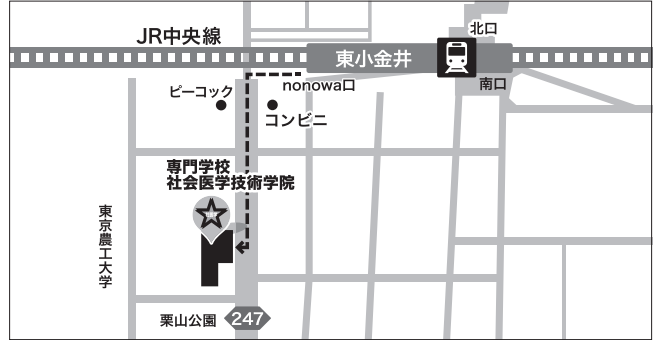 北口
JR中央線
東小金井
南口
nonowa口
ピーコック
コンビニ
専門学校
社会医学技術学院
東京農工大学
栗山公園
247